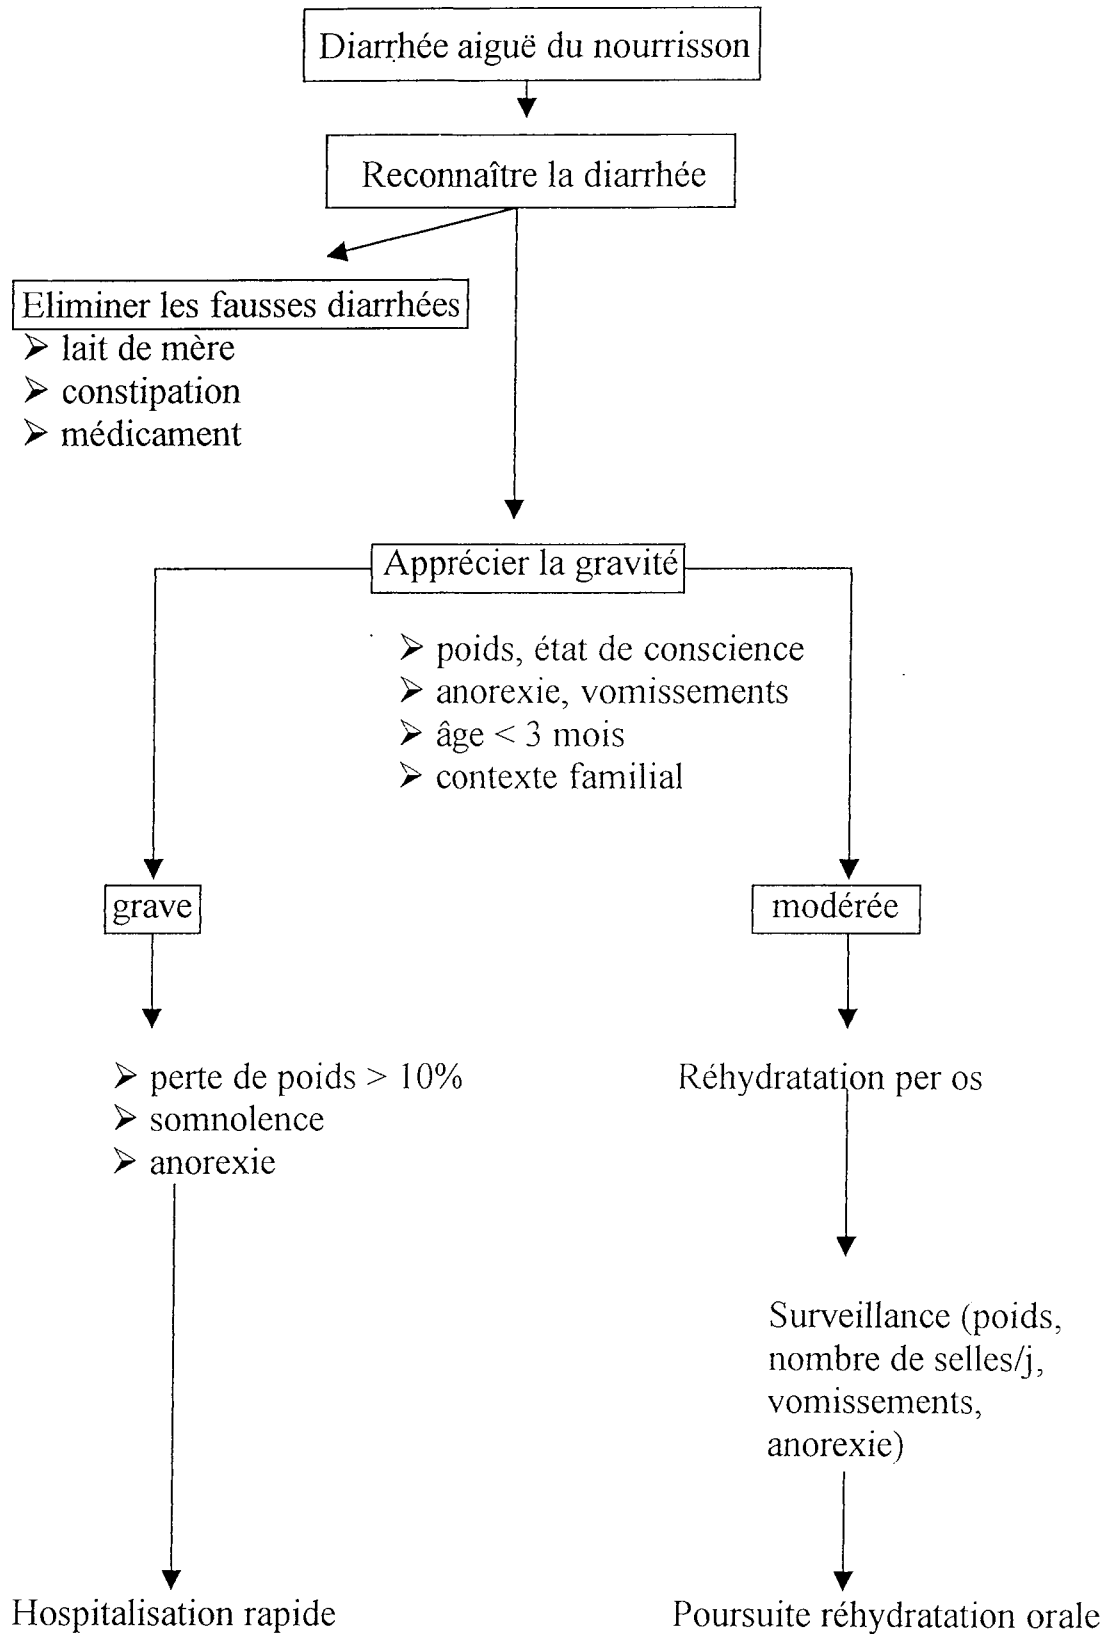 Diarrhée aiguë du nourrisson
Reconnaître la diarrhée
Eliminer les fausses diarrhées
➢ lait de mère
➢ constipation
➢ médicament
Apprécier la gravité
➢ poids, état de conscience
➢ anorexie, vomissements
➢ âge < 3 mois
➢ contexte familial
grave
modérée
➢ perte de poids > 10%
➢ somnolence
➢ anorexie
Réhydratation per os
Surveillance (poids,
nombre de selles/j,
vomissements,
anorexie)
Hospitalisation rapide
Poursuite réhydratation orale